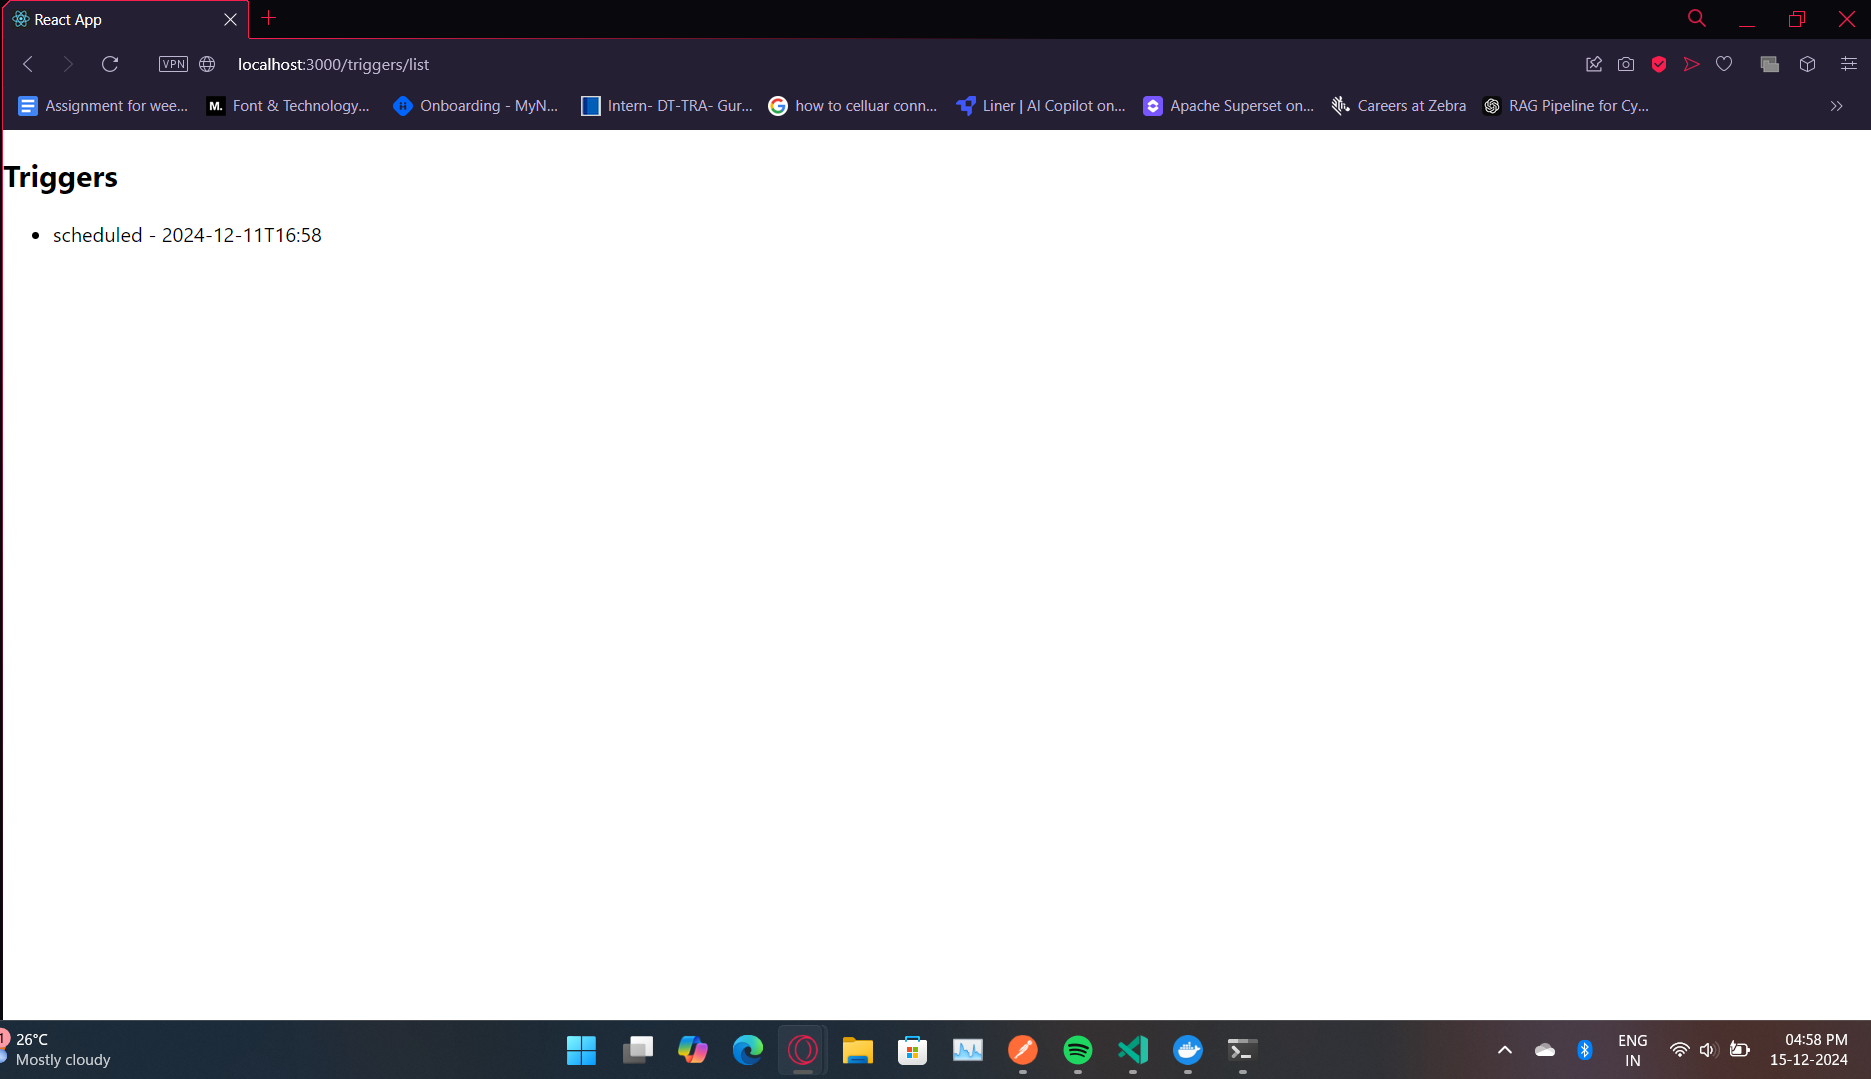 React App
VPN
localhost:3000/triggers/list
Assignment for wee...
M. Font & Technology...
Onboarding - MyN...
Intern- DT-TRA- Gur...
how to celluar conn...
Liner | AI Copilot on...
Apache Superset on...
Careers at Zebra
RAG Pipeline for Cy...
Triggers
• scheduled - 2024-12-11T16:58
1
26°C
Mostly cloudy
ENG
IN
04:58 PM
15-12-2024